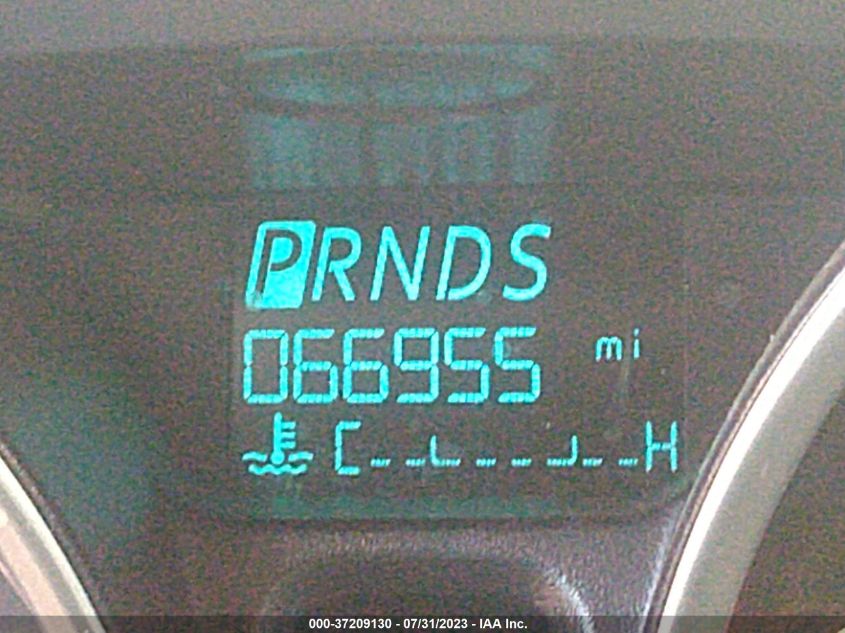 PRNDS
066955 mi
C H
000-37209130 - 07/31/2023 - IAA Inc.